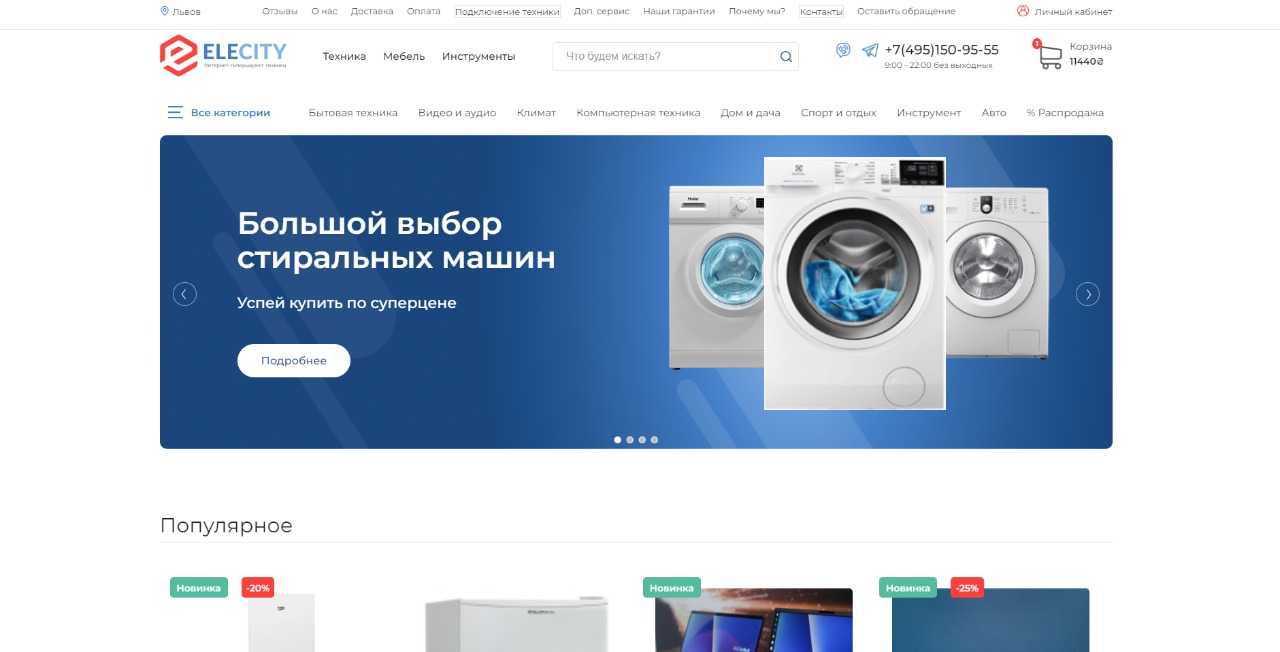 Львов
Отзывы О нас Доставка Оплата Подключение техники Доп. сервис Наши гарантии Почему мы? Контакты Оставить обращение
Личный кабинет
ELECITY
Интернет-гипермаркет техники
Техника Мебель Инструменты
Что будем искать?
+7(495)150-95-55
9:00 - 22:00 без выходных
1
Корзина
11440₴
Все категории
Бытовая техника Видео и аудио Климат Компьютерная техника Дом и дача Спорт и отдых Инструмент Авто % Распродажа
Большой выбор
стиральных машин
Успей купить по суперцене
Подробнее
Haier
Популярное
Новинка -20%
Новинка
Новинка -25%
beko